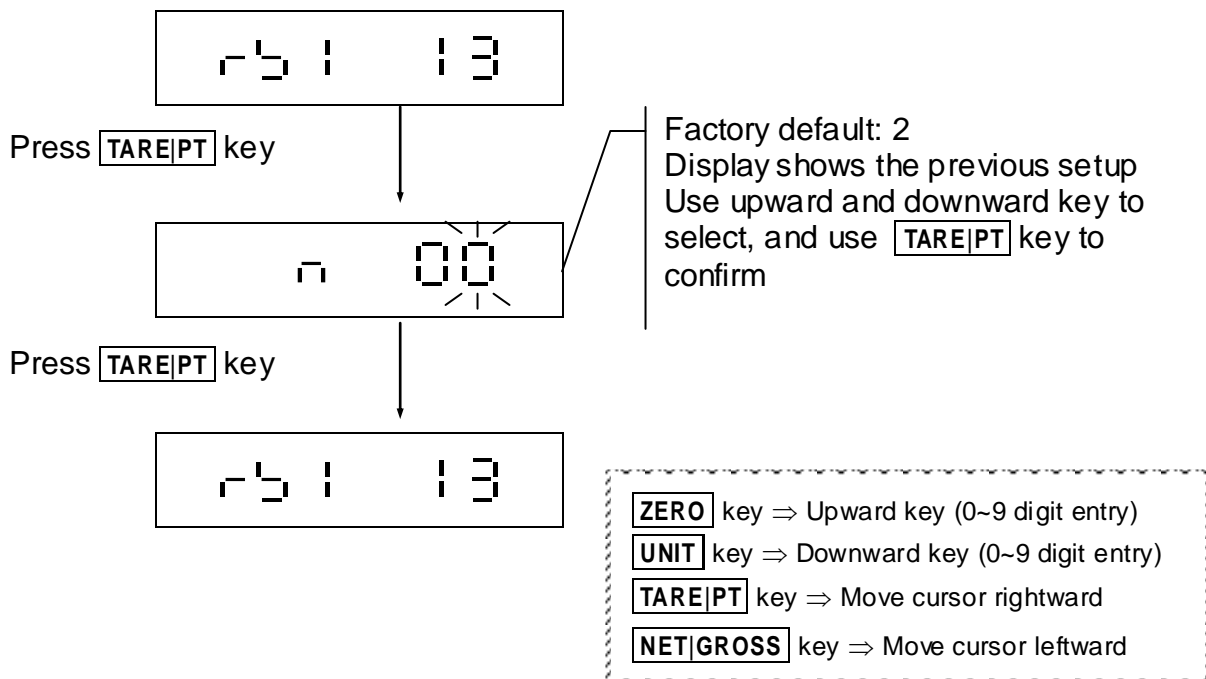 rS1 13
Press TARE|PT key
Factory default: 2
Display shows the previous setup
Use upward and downward key to
select, and use TARE|PT key to
confirm
n 00
Press TARE|PT key
rS1 13
ZERO key ⇒ Upward key (0~9 digit entry)
UNIT key ⇒ Downward key (0~9 digit entry)
TARE|PT key ⇒ Move cursor rightward
NET|GROSS key ⇒ Move cursor leftward